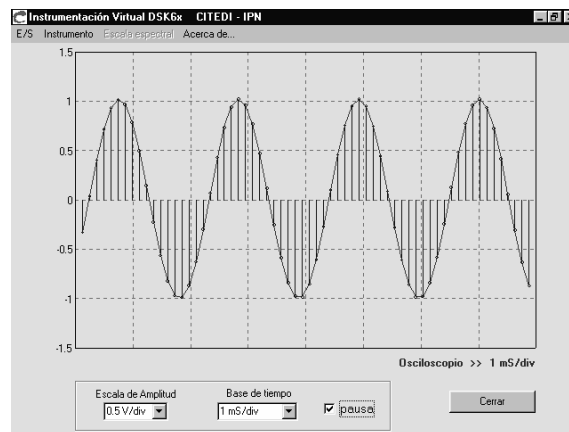 Instrumentación Virtual DSK6x CITEDI - IPN
E/S Instrumento Escala espectral Acerca de...
1.5
1
0.5
0
-0.5
-1
-1.5
Osciloscopio >> 1 mS/div
Escala de Amplitud
Base de tiempo
0.5 V/div
1 mS/div
pausa
Cerrar